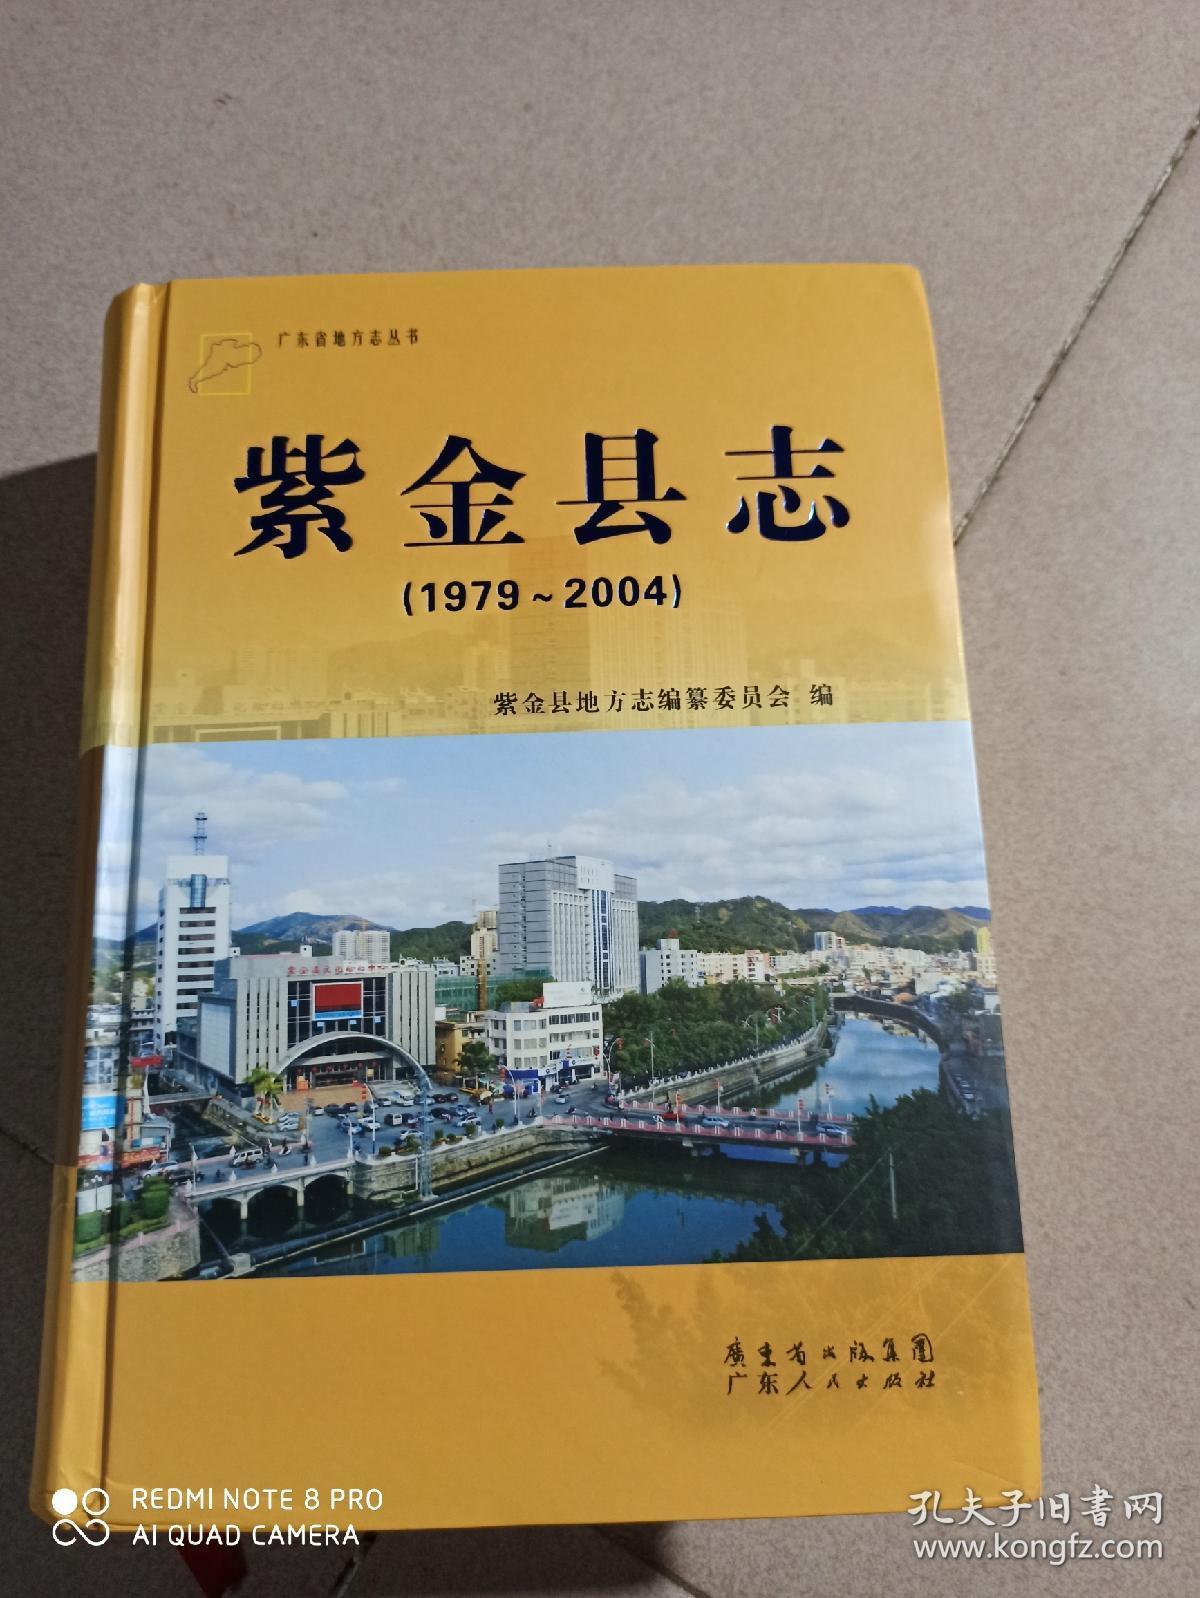 广东省地方志丛书
紫金县志
(1979~2004)
紫金县地方志编纂委员会 编
廣東省出版集團
广东人民出版社
REDMI NOTE 8 PRO
AI QUAD CAMERA
孔夫子旧書网
www.kongfz.com